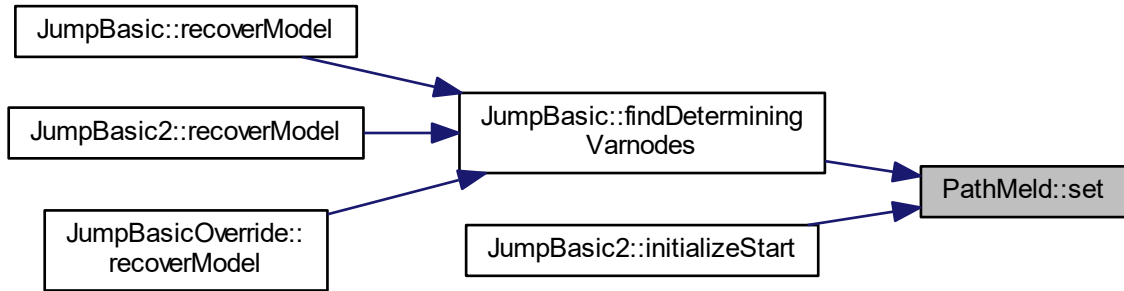 JumpBasic::recoverModel
JumpBasic2::recoverModel
JumpBasicOverride::
recoverModel
JumpBasic::findDetermining
Varnodes
JumpBasic2::initializeStart
PathMeld::set